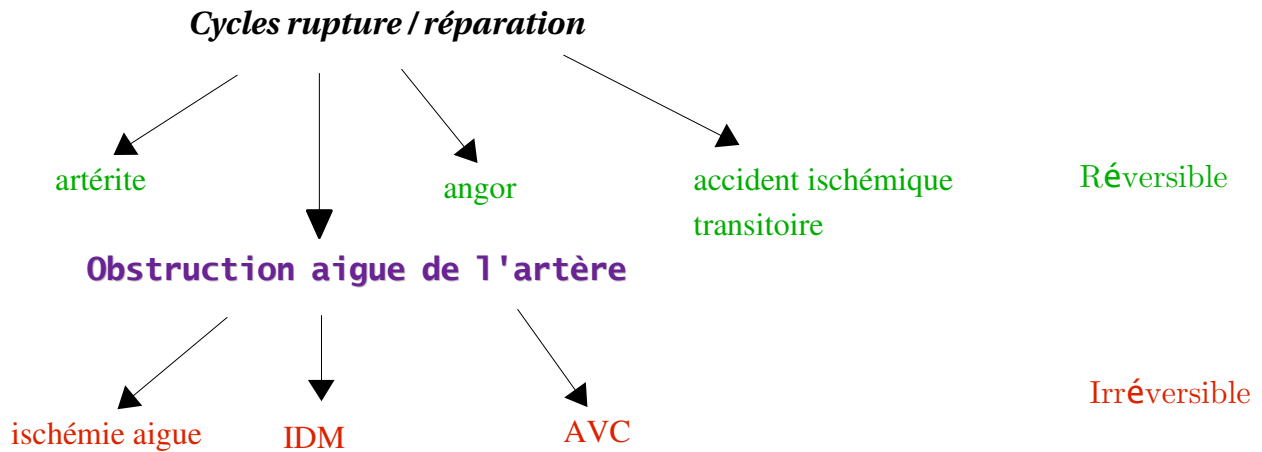 Cycles rupture / réparation
artérite
angor
accident ischémique
transitoire
Réversible
Obstruction aigue de l'artère
ischémie aigue
IDM
AVC
Irréversible